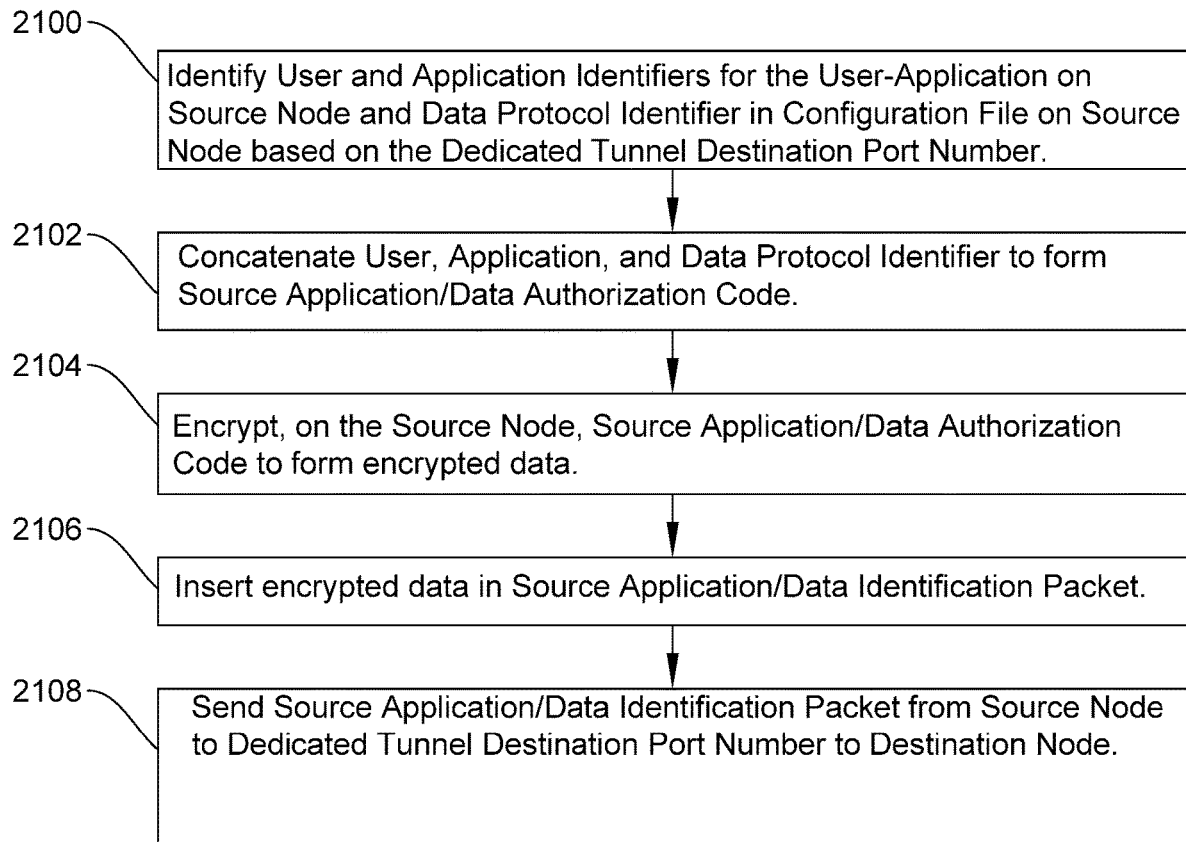 2100
Identify User and Application Identifiers for the User-Application on
Source Node and Data Protocol Identifier in Configuration File on Source
Node based on the Dedicated Tunnel Destination Port Number.
2102
Concatenate User, Application, and Data Protocol Identifier to form
Source Application/Data Authorization Code.
2104
Encrypt, on the Source Node, Source Application/Data Authorization
Code to form encrypted data.
2106
Insert encrypted data in Source Application/Data Identification Packet.
2108
Send Source Application/Data Identification Packet from Source Node
to Dedicated Tunnel Destination Port Number to Destination Node.